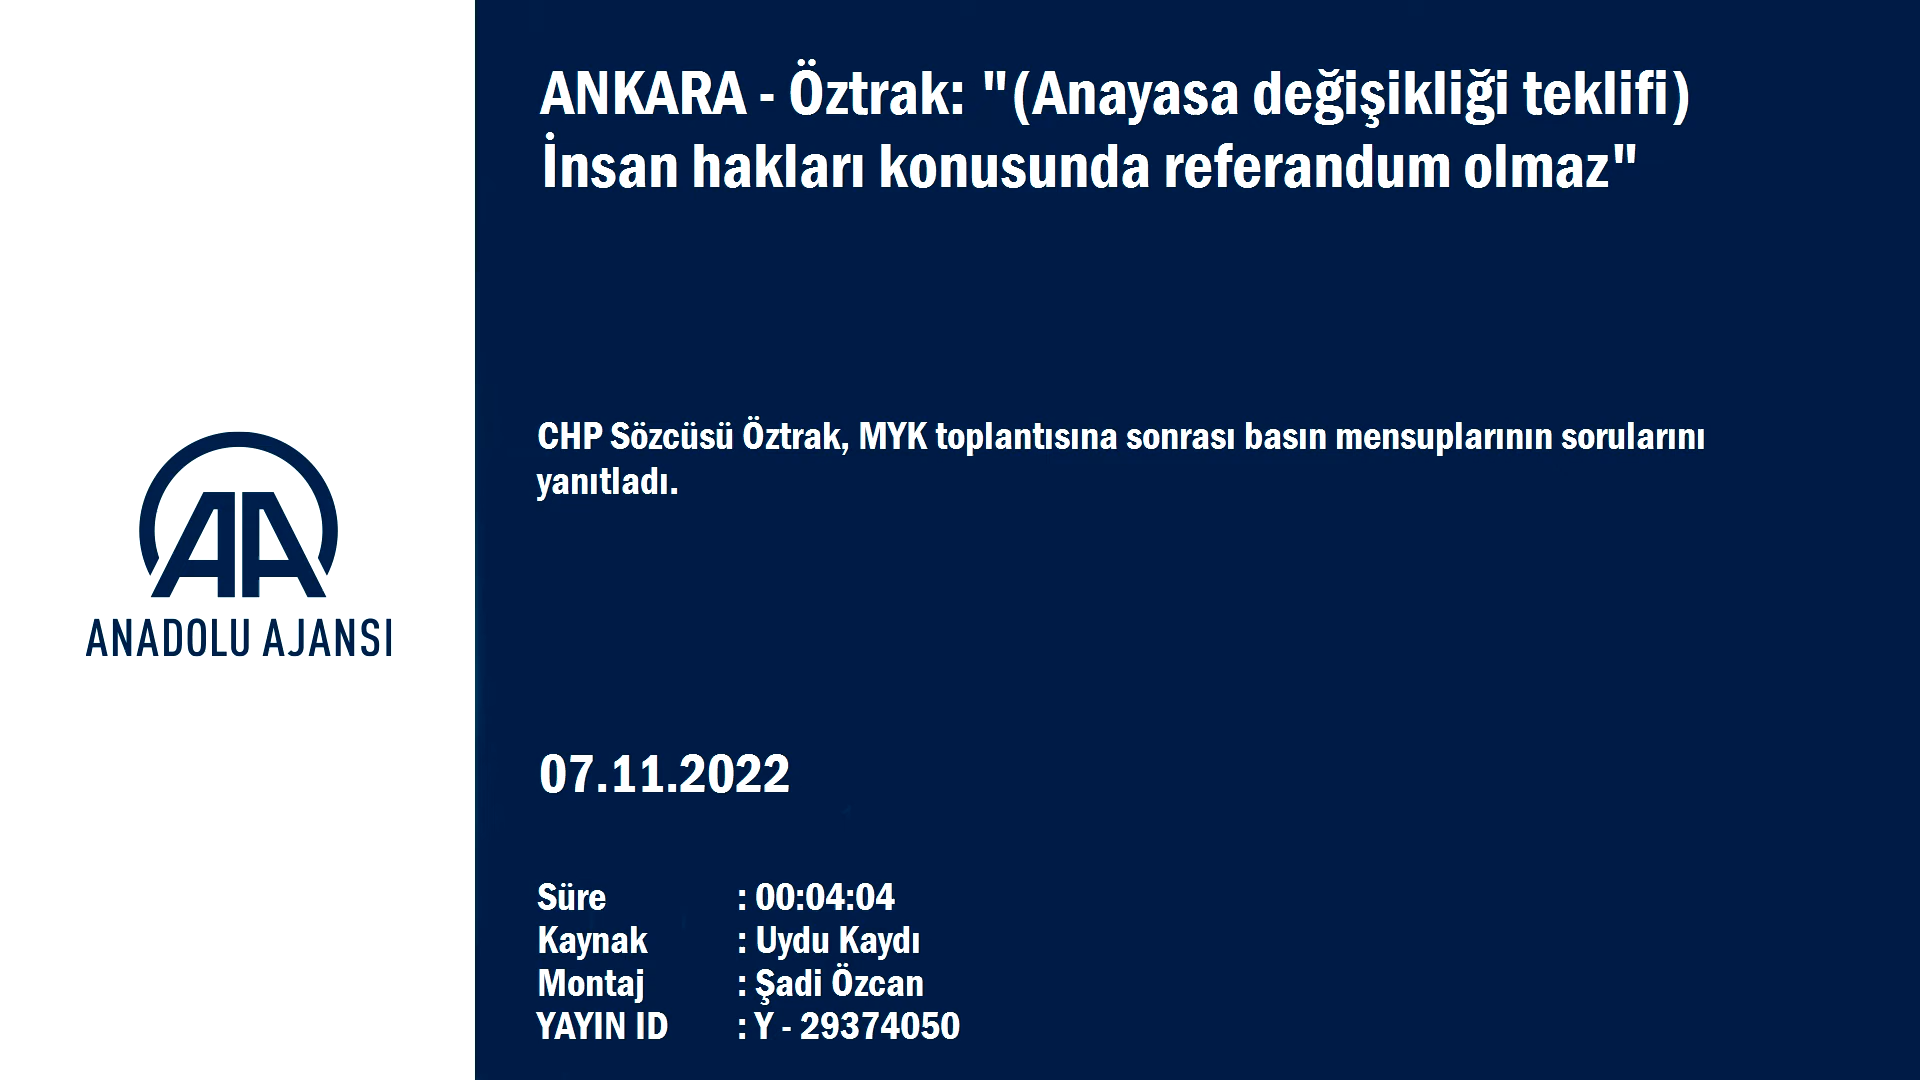 ANKARA - Öztrak: "(Anayasa değişikliği teklifi)
İnsan hakları konusunda referandum olmaz"
CHP Sözcüsü Öztrak, MYK toplantısına sonrası basın mensuplarının sorularını
yanıtladı.
AA
ANADOLU AJANSI
07.11.2022
Süre : 00:04:04
Kaynak : Uydu Kaydı
Montaj : Şadi Özcan
YAYIN ID : Y - 29374050